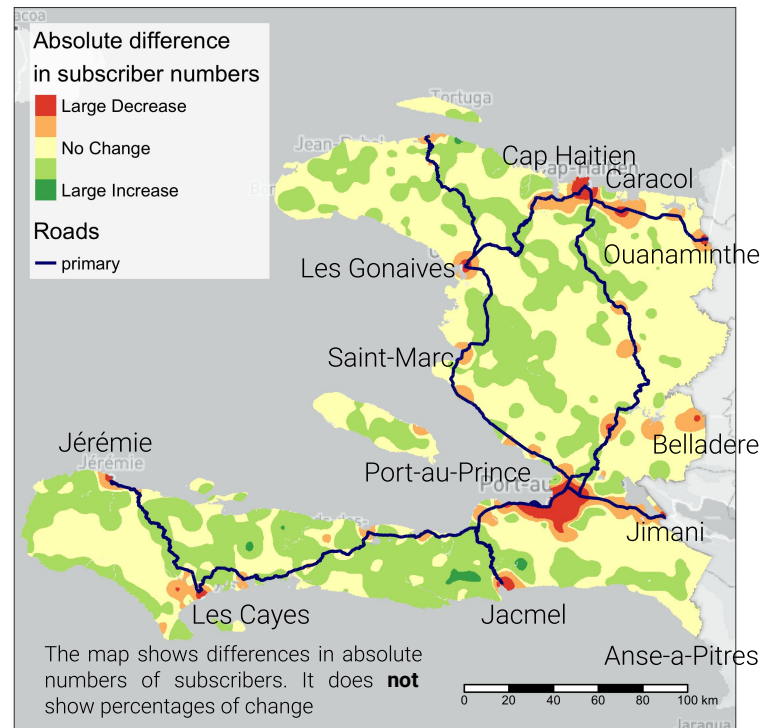 acoa
Absolute difference
in subscriber numbers
Large Decrease
No Change
Large Increase
Roads
primary
Tortuga
Cap Haitien
Caracol
Ouanaminthe
Les Gonaives
Saint-Marc
Jérémie
Jérémie
Port-au-Prince
Port-au
Belladere
Jimani
Les Cayes
Jacmel
Anse-a-Pitres
The map shows differences in absolute
numbers of subscribers. It does not
show percentages of change
0 20 40 60 80 100 km